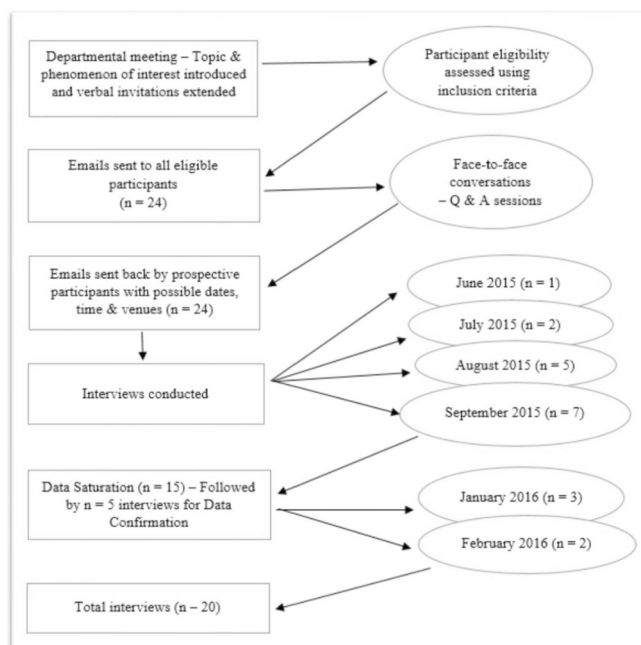 Departmental meeting – Topic &
phenomenon of interest introduced
and verbal invitations extended
Participant eligibility
assessed using
inclusion criteria
Emails sent to all eligible
participants
(n = 24)
Face-to-face
conversations
– Q & A sessions
Emails sent back by prospective
participants with possible dates,
time & venues (n = 24)
June 2015 (n = 1)
July 2015 (n = 2)
August 2015 (n = 5)
Interviews conducted
September 2015 (n = 7)
Data Saturation (n = 15) – Followed
by n = 5 interviews for Data
Confirmation
January 2016 (n = 3)
February 2016 (n = 2)
Total interviews (n – 20)